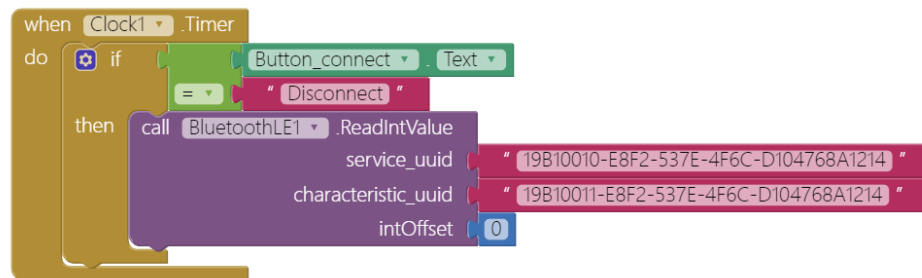 when Clock1 .Timer
do if Button_connect . Text
= " Disconnect "
then call BluetoothLE1 .ReadIntValue
service_uuid " 19B10010-E8F2-537E-4F6C-D104768A1214 "
characteristic_uuid " 19B10011-E8F2-537E-4F6C-D104768A1214 "
intOffset 0